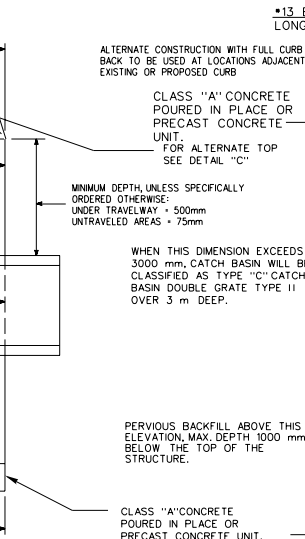 *13 B
LONG
ALTERNATE CONSTRUCTION WITH FULL CURB
BACK TO BE USED AT LOCATIONS ADJACENT
EXISTING OR PROPOSED CURB
CLASS "A" CONCRETE
POURED IN PLACE OR
PRECAST CONCRETE
UNIT.
FOR ALTERNATE TOP
SEE DETAIL "C"
MINIMUM DEPTH, UNLESS SPECIFICALLY
ORDERED OTHERWISE:
UNDER TRAVELWAY = 500mm
UNTRAVELED AREAS = 75mm
WHEN THIS DIMENSION EXCEEDS
3000 mm, CATCH BASIN WILL BE
CLASSIFIED AS TYPE "C" CATCH
BASIN DOUBLE GRATE TYPE II
OVER 3 m DEEP.
PERVIOUS BACKFILL ABOVE THIS
ELEVATION, MAX. DEPTH 1000 mm
BELOW THE TOP OF THE
STRUCTURE.
CLASS "A"CONCRETE
POURED IN PLACE OR
PRECAST CONCRETE UNIT.